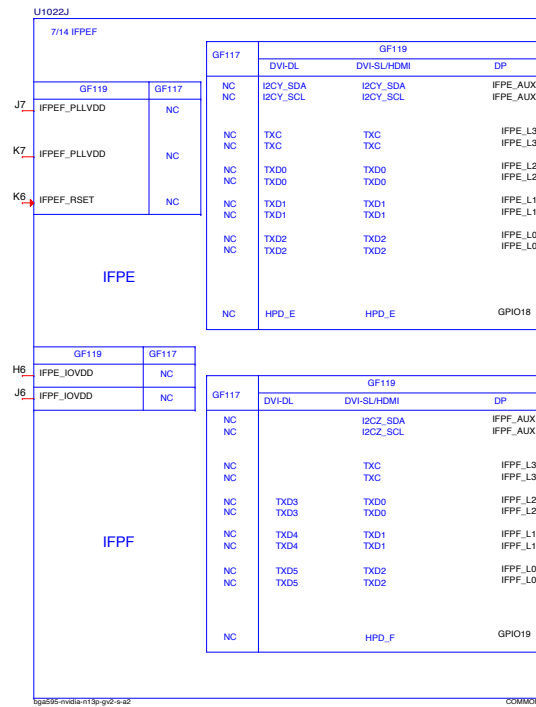 U1022J
7/14 IFPEF
GF117 GF119
DVI-DL DVI-SL/HDMI DP
NC I2CY_SDA I2CY_SDA IFPE_AUX
NC I2CY_SCL I2CY_SCL IFPE_AUX
GF119 GF117
J7 IFPEF_PLLVDD NC
NC TXC TXC IFPE_L3
NC TXC TXC IFPE_L3
K7 IFPEF_PLLVDD NC
NC TXD0 TXD0 IFPE_L2
NC TXD0 TXD0 IFPE_L2
K6 IFPEF_RSET NC
NC TXD1 TXD1 IFPE_L1
NC TXD1 TXD1 IFPE_L1
NC TXD2 TXD2 IFPE_L0
NC TXD2 TXD2 IFPE_L0
IFPE
NC HPD_E HPD_E GPIO18
GF119 GF117
H6 IFPE_IOVDD NC
J6 IFPF_IOVDD NC
GF117 GF119
DVI-DL DVI-SL/HDMI DP
NC I2CZ_SDA IFPF_AUX
NC I2CZ_SCL IFPF_AUX
NC TXC IFPF_L3
NC TXC IFPF_L3
NC TXD3 TXD0 IFPF_L2
NC TXD3 TXD0 IFPF_L2
NC TXD4 TXD1 IFPF_L1
NC TXD4 TXD1 IFPF_L1
IFPF
NC TXD5 TXD2 IFPF_L0
NC TXD5 TXD2 IFPF_L0
NC HPD_F GPIO19
bga595-nvidia-n13p-gv2-s-a2 COMMON